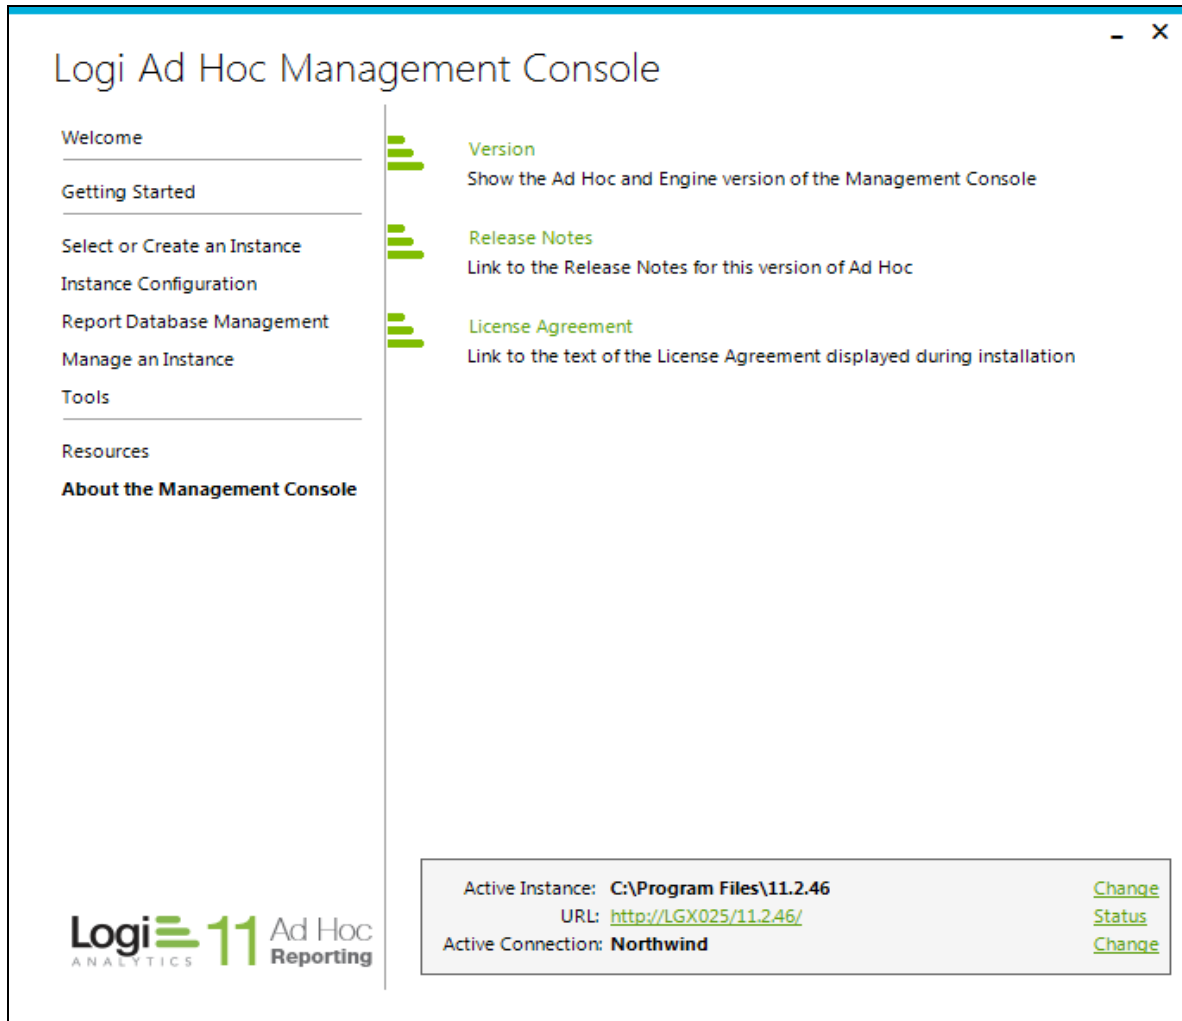 Logi Ad Hoc Management Console
Welcome
Getting Started
Select or Create an Instance
Instance Configuration
Report Database Management
Manage an Instance
Tools
Resources
About the Management Console
Version
Show the Ad Hoc and Engine version of the Management Console
Release Notes
Link to the Release Notes for this version of Ad Hoc
License Agreement
Link to the text of the License Agreement displayed during installation
Logi ANALYTICS 11 Ad Hoc
Reporting
Active Instance: C:\Program Files\11.2.46 Change
URL: http://LGX025/11.2.46/ Status
Active Connection: Northwind Change